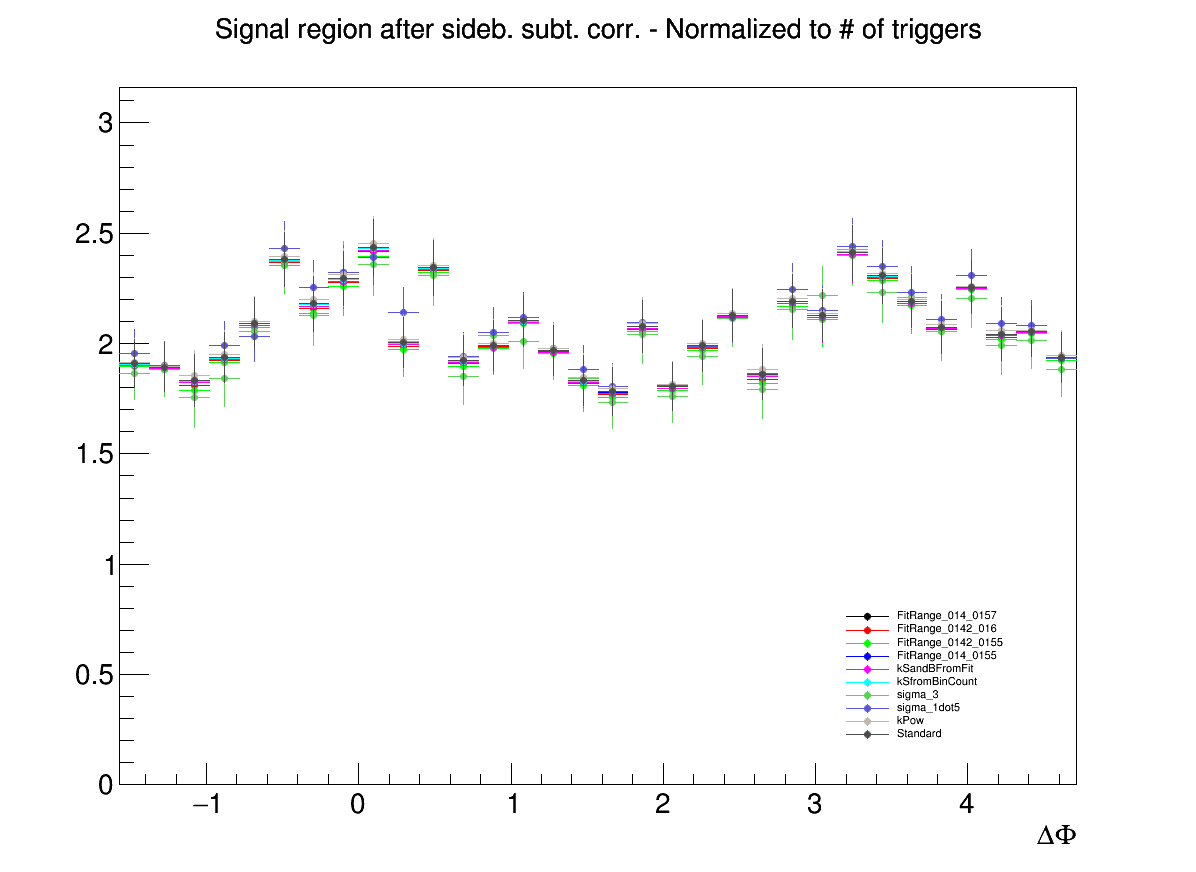 Signal region after sideb. subt. corr. - Normalized to # of triggers
3
2.5
2
1.5
1
0.5
0
−1 0 1 2 3 4
ΔΦ
FitRange_014_0157
FitRange_0142_016
FitRange_0142_0155
FitRange_014_0155
kSandBFromFit
kSfromBinCount
sigma_3
sigma_1dot5
kPow
Standard